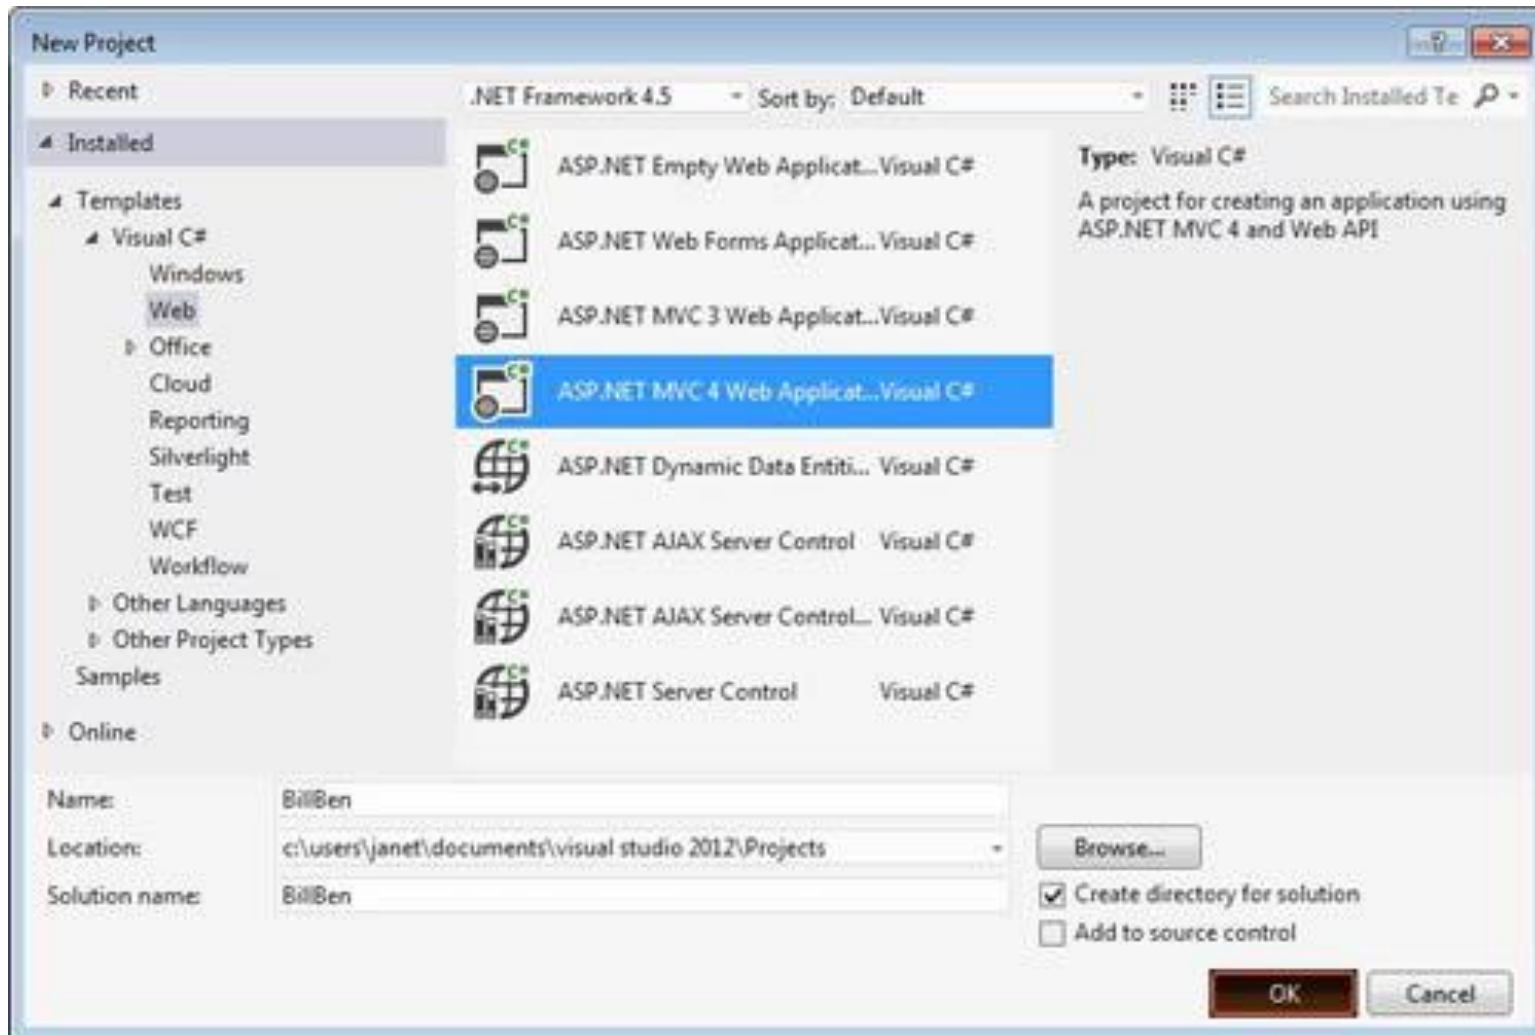 New Project
Recent
.NET Framework 4.5
Sort by: Default
Search Installed Te
Installed
Templates
Visual C#
Windows
Web
Office
Cloud
Reporting
Silverlight
Test
WCF
Workflow
Other Languages
Other Project Types
Samples
Online
ASP.NET Empty Web Applicat... Visual C#
ASP.NET Web Forms Applicat... Visual C#
ASP.NET MVC 3 Web Applicat... Visual C#
ASP.NET MVC 4 Web Applicat... Visual C#
ASP.NET Dynamic Data Entiti... Visual C#
ASP.NET AJAX Server Control Visual C#
ASP.NET AJAX Server Control... Visual C#
ASP.NET Server Control Visual C#
Type: Visual C#
A project for creating an application using
ASP.NET MVC 4 and Web API
Name: BillBen
Location: c:\users\janet\documents\visual studio 2012\Projects
Browse...
Solution name: BillBen
Create directory for solution
Add to source control
OK
Cancel